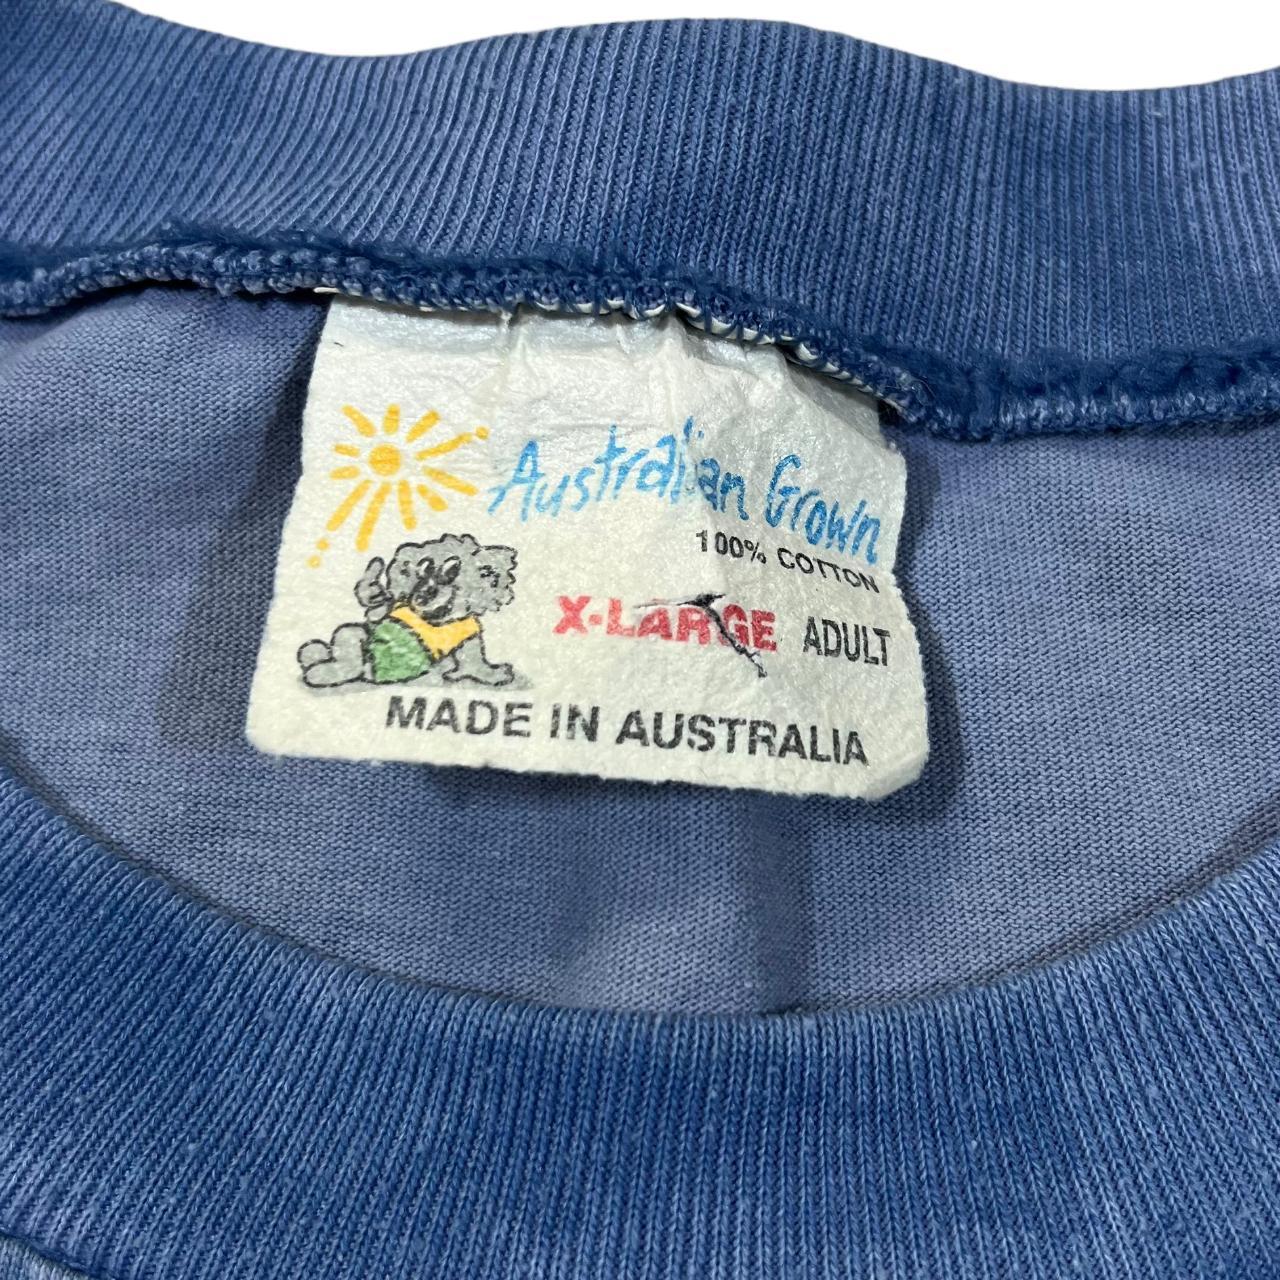 Australian Grown
100% COTTON
X-LARGE ADULT
MADE IN AUSTRALIA